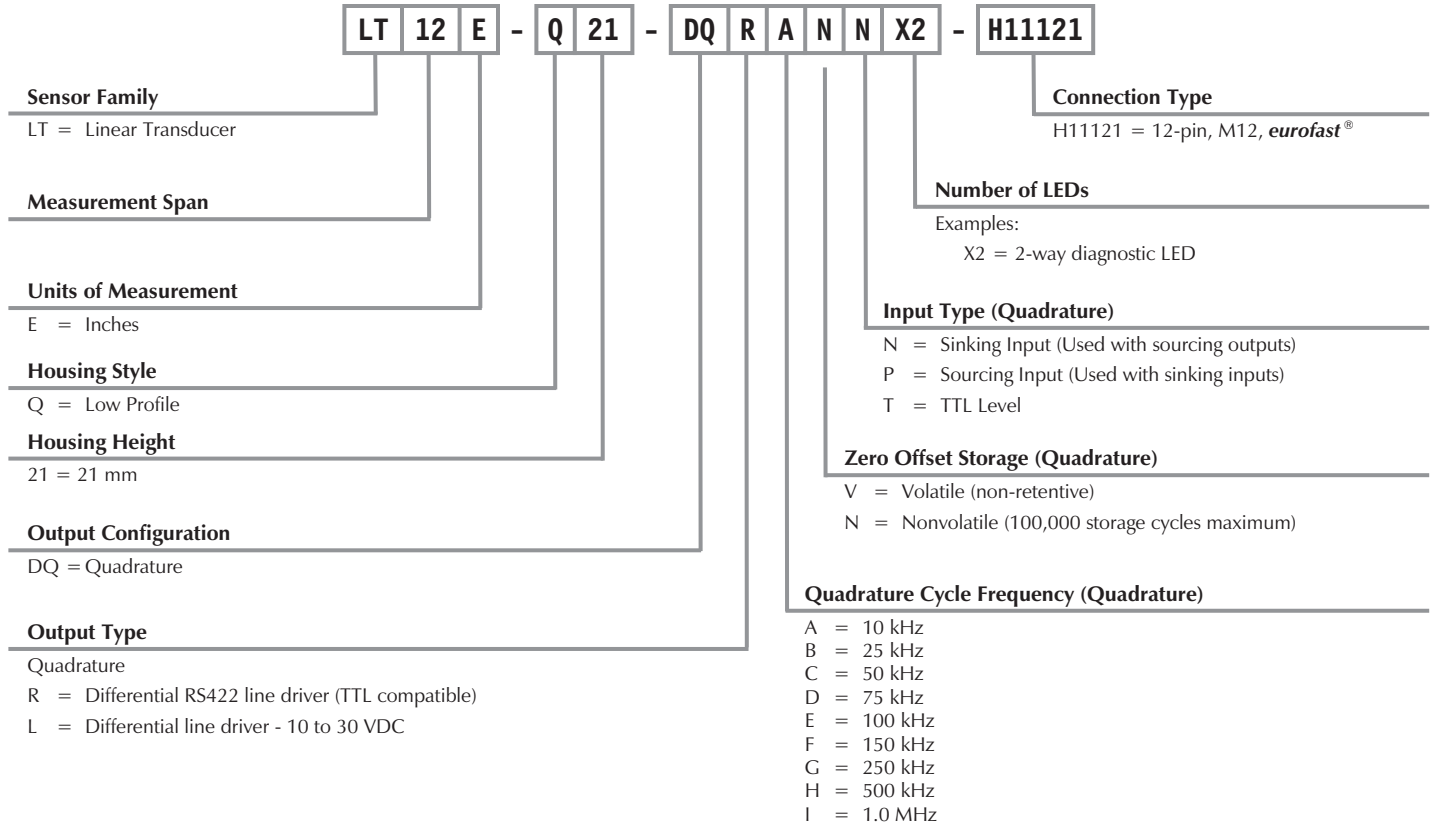 LT 12 E - Q 21 - DQ R A N N X2 - H11121
Sensor Family
LT = Linear Transducer
Measurement Span
Units of Measurement
E = Inches
Housing Style
Q = Low Profile
Housing Height
21 = 21 mm
Output Configuration
DQ = Quadrature
Output Type
Quadrature
R = Differential RS422 line driver (TTL compatible)
L = Differential line driver - 10 to 30 VDC
Connection Type
H11121 = 12-pin, M12, eurofast ®
Number of LEDs
Examples:
X2 = 2-way diagnostic LED
Input Type (Quadrature)
N = Sinking Input (Used with sourcing outputs)
P = Sourcing Input (Used with sinking inputs)
T = TTL Level
Zero Offset Storage (Quadrature)
V = Volatile (non-retentive)
N = Nonvolatile (100,000 storage cycles maximum)
Quadrature Cycle Frequency (Quadrature)
A = 10 kHz
B = 25 kHz
C = 50 kHz
D = 75 kHz
E = 100 kHz
F = 150 kHz
G = 250 kHz
H = 500 kHz
I = 1.0 MHz